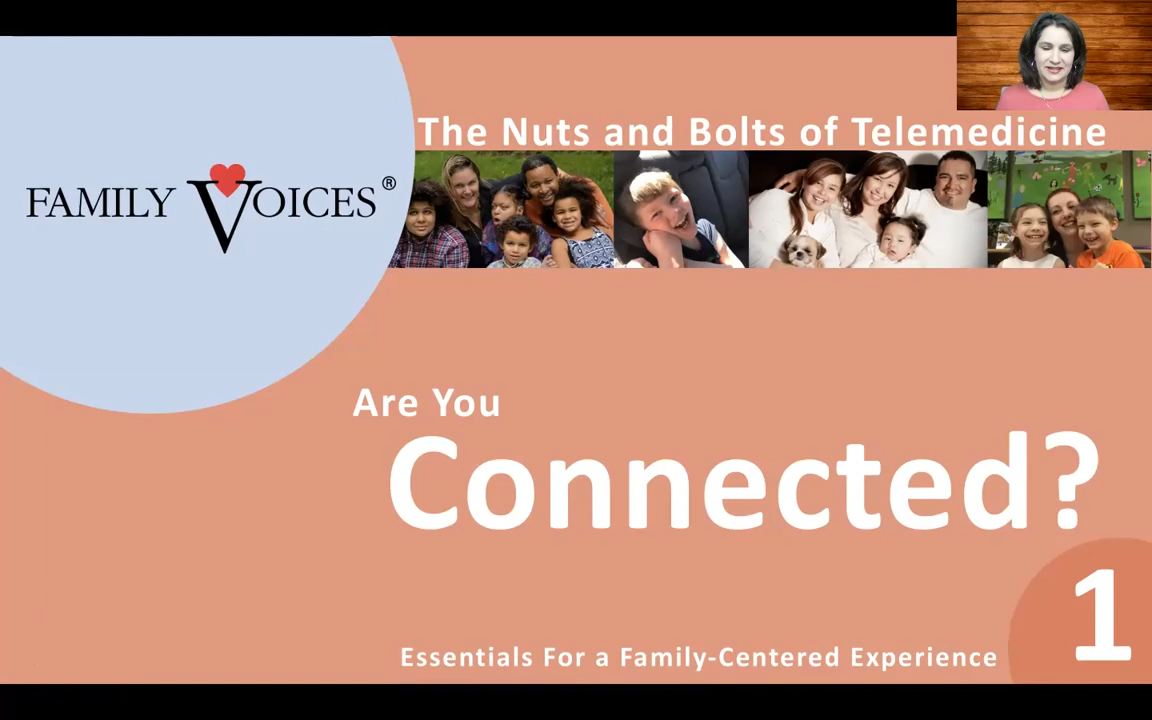 The Nuts and Bolts of Telemedicine
FAMILY VOICES®
Are You
Connected?
1
Essentials For a Family-Centered Experience